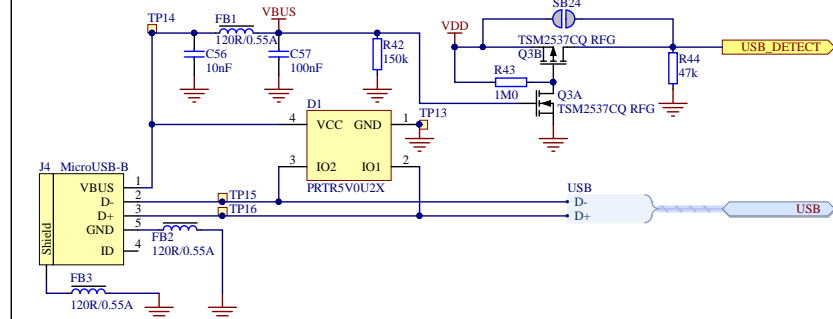 TP14
FB1
120R/0.55A
VBUS
C56
10nF
C57
100nF
R42
150k
SB24
VDD
TSM2537CQ RFG
Q3B
R43
1M0
Q3A
TSM2537CQ RFG
R44
47k
USB_DETECT
D1
4 VCC GND 1
3 IO2 IO1 2
PRTR5V0U2X
TP13
J4 MicroUSB-B
VBUS 1
D- 2
D+ 3
GND 5
ID 4
Shield
TP15
TP16
FB2
120R/0.55A
FB3
120R/0.55A
USB
D-
D+
USB